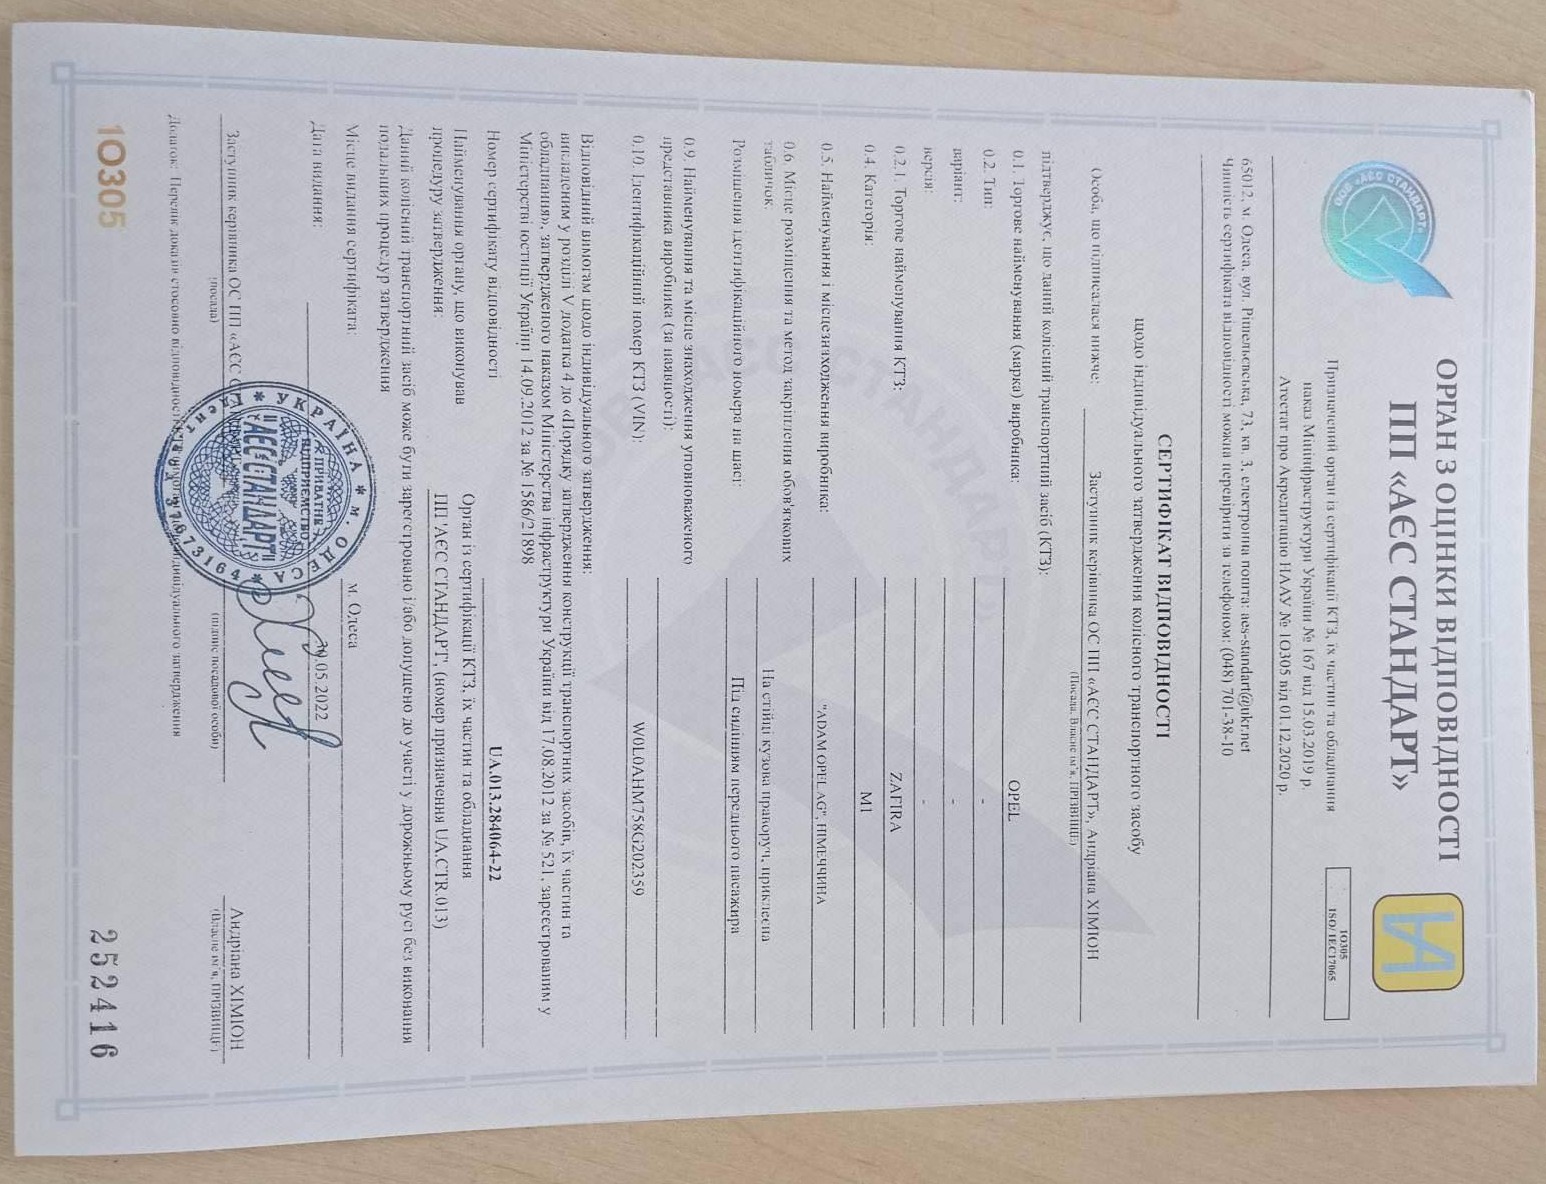 ООО «АЄС СТАНДАРТ»
ОРГАН З ОЦІНКИ ВІДПОВІДНОСТІ
ПП «АЄС СТАНДАРТ»
1О305
ISO/ IEC17065
Призначений орган із сертифікації КТЗ, їх частин та обладнання
наказ Мінінфраструктури України № 167 від 15.03.2019 р.
Атестат про Акредитацію НААУ № 1О305 від 01.12.2020 р.
65012, м. Одеса, вул. Рішельєвська, 73, кв. 3, електронна пошта: aes-standart@ukr.net
Чинність сертифіката відповідності можна перевірити за телефоном: (048) 701-38-10
СЕРТИФІКАТ ВІДПОВІДНОСТІ
щодо індивідуального затвердження колісного транспортного засобу
Особа, що підписалася нижче: Заступник керівника ОС ПП «АЄС СТАНДАРТ», Андріана ХІМІОН
(Посада, Власне ім'я, ПРІЗВИЩЕ)
підтверджує, що даний колісний транспортний засіб (КТЗ):
0.1. Торгове найменування (марка) виробника: OPEL
0.2. Тип: -
варіант: -
версія: -
0.2.1. Торгове найменування КТЗ: ZAFIRA
0.4. Категорія: M1
0.5. Найменування і місцезнаходження виробника: "ADAM OPEL AG", НІМЕЧЧИНА
0.6. Місце розміщення та метод закріплення обов'язкових
табличок: На стійці кузова праворуч, приклеєна
Розміщення ідентифікаційного номера на шасі: Під сидінням переднього пасажира
0.9. Найменування та місце знаходження уповноваженого
представника виробника (за наявності):
0.10. Ідентифікаційний номер КТЗ (VIN): W0L0AHM758G202359
Відповідний вимогам щодо індивідуального затвердження:
викладеним у розділі V додатка 4 до «Порядку затвердження конструкції транспортних засобів, їх частин та
обладнання», затвердженого наказом Міністерства інфраструктури України від 17.08.2012 за № 521, зареєстрованим у
Міністерстві юстиції України 14.09.2012 за № 1586/21898
Номер сертифікату відповідності UA.013.284064-22
Найменування органу, що виконував Орган із сертифікації КТЗ, їх частин та обладнання
процедуру затвердження: ПП 'АЄС СТАНДАРТ', (номер призначення UA.CTR.013)
Даний колісний транспортний засіб може бути зареєстровано і/або допущено до участі у дорожньому русі без виконання
подальших процедур затвердження
Місце видання сертифіката: м. Одеса
Дата видання: 30.05.2022
УКРАЇНА * м. ОДЕСА * Ідент. код 37673164 *
ПРИВАТНЕ
ПІДПРИЄМСТВО
"АЄС СТАНДАРТ"
Заступник керівника ОС ПП «АЄС СТАНДАРТ» Андріана ХІМІОН
(посада) (підпис посадової особи) (Власне ім'я, ПРІЗВИЩЕ)
Додаток: Перелік доказів стосовно відповідності КТЗ вимогам щодо індивідуального затвердження
1О305
252416